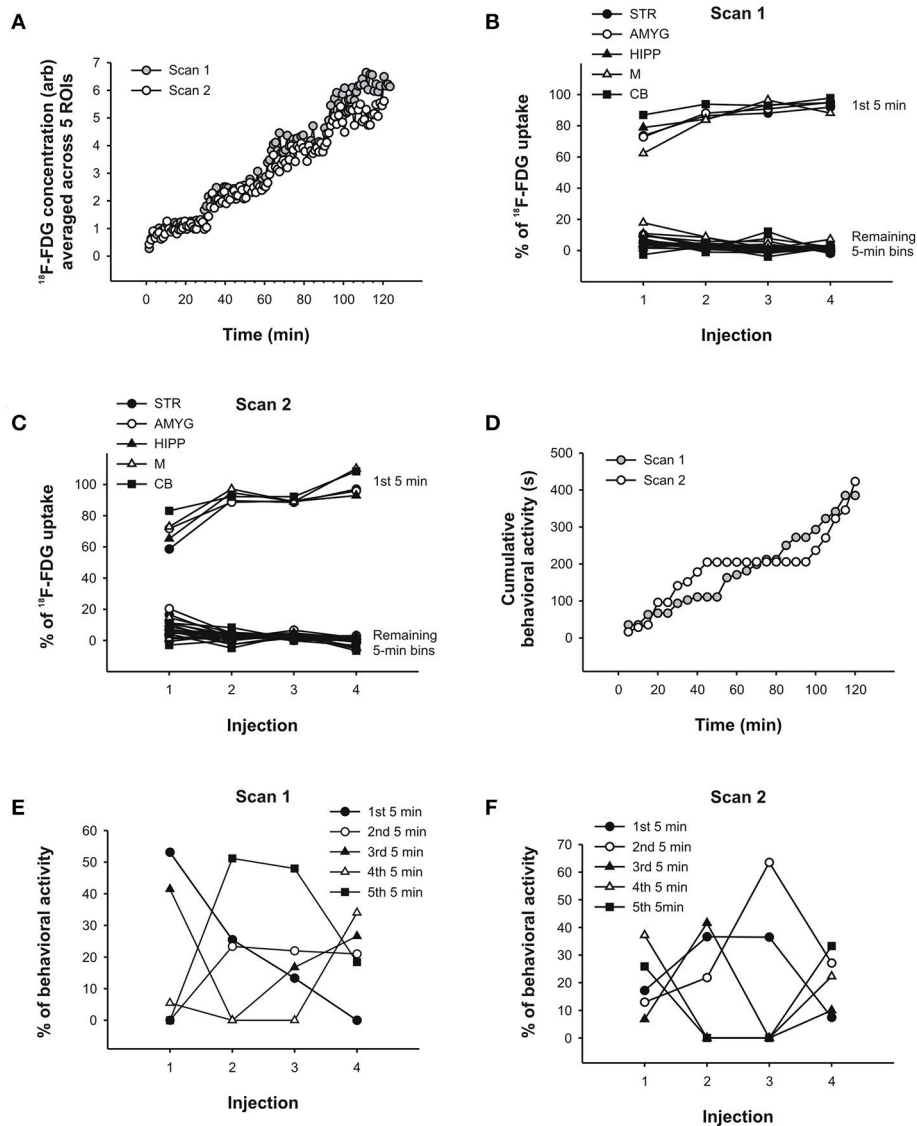 A
¹⁸F-FDG concentration (arb)
averaged across 5 ROIs
7
6
5
4
3
2
1
0
Scan 1
Scan 2
0 20 40 60 80 100 120
Time (min)
B
Scan 1
STR
AMYG
HIPP
M
CB
% of ¹⁸F-FDG uptake
100
80
60
40
20
0
1st 5 min
Remaining
5-min bins
1 2 3 4
Injection
C
Scan 2
STR
AMYG
HIPP
M
CB
% of ¹⁸F-FDG uptake
100
80
60
40
20
0
1st 5 min
Remaining
5-min bins
1 2 3 4
Injection
D
Cumulative
behavioral activity (s)
500
400
300
200
100
0
Scan 1
Scan 2
0 20 40 60 80 100 120
Time (min)
E
Scan 1
1st 5 min
2nd 5 min
3rd 5 min
4th 5 min
5th 5 min
% of behavioral activity
60
50
40
30
20
10
0
1 2 3 4
Injection
F
Scan 2
1st 5 min
2nd 5 min
3rd 5 min
4th 5 min
5th 5min
% of behavioral activity
70
60
50
40
30
20
10
0
1 2 3 4
Injection